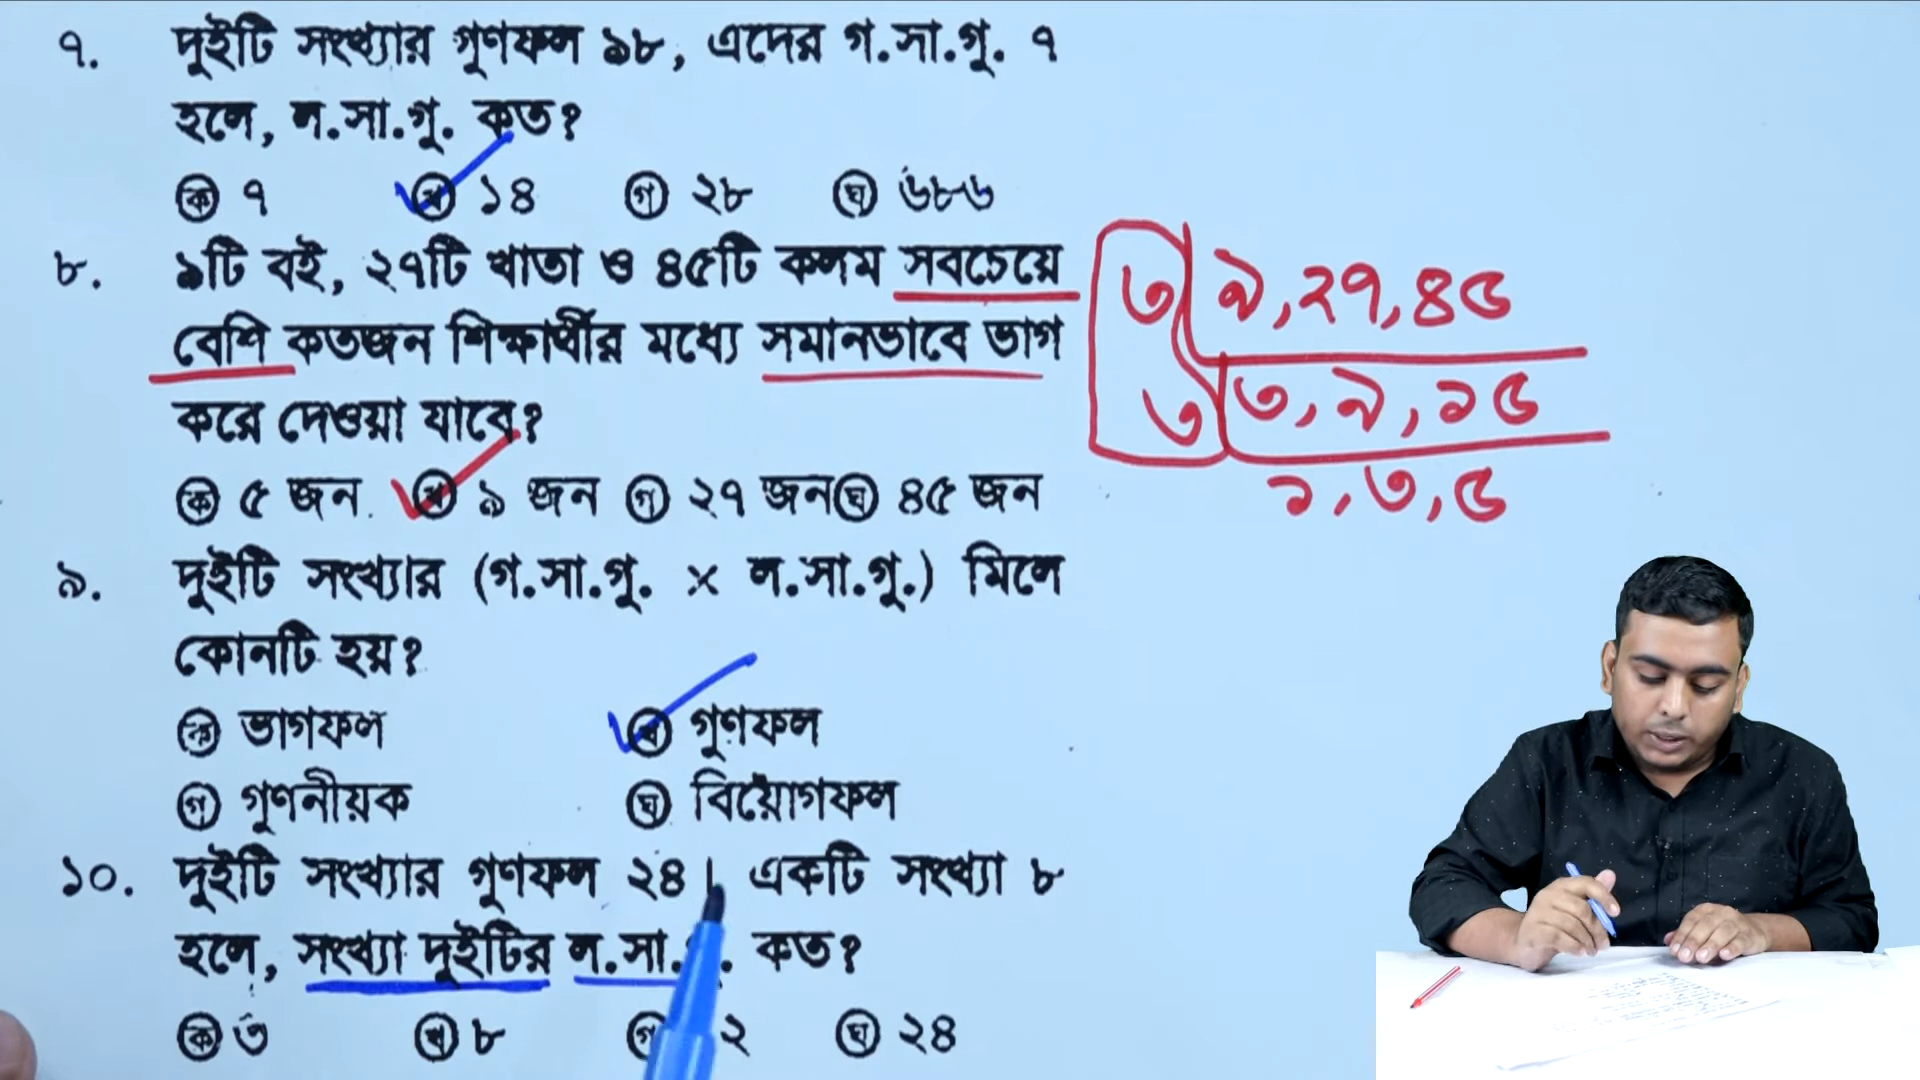 ৭. দুইটি সংখ্যার গুণফল ৯৮, এদের গ.সা.গু. ৭
হলে, ল.সা.গু. কত?
ক ৭ খ ১৪ গ ২৮ ঘ ৬৮৬
৮. ৯টি বই, ২৭টি খাতা ও ৪৫টি কলম সবচেয়ে
বেশি কতজন শিক্ষার্থীর মধ্যে সমানভাবে ভাগ
করে দেওয়া যাবে?
ক ৫ জন খ ৯ জন গ ২৭ জন ঘ ৪৫ জন
৩ ৯, ২৭, ৪৫
৩ ৩, ৯, ১৫
১, ৩, ৫
৯. দুইটি সংখ্যার (গ.সা.গু. × ল.সা.গু.) মিলে
কোনটি হয়?
ক ভাগফল খ গুণফল
গ গুণনীয়ক ঘ বিয়োগফল
১০. দুইটি সংখ্যার গুণফল ২৪। একটি সংখ্যা ৮
হলে, সংখ্যা দুইটির ল.সা. কত?
ক ৩ খ ৮ গ ২ ঘ ২৪